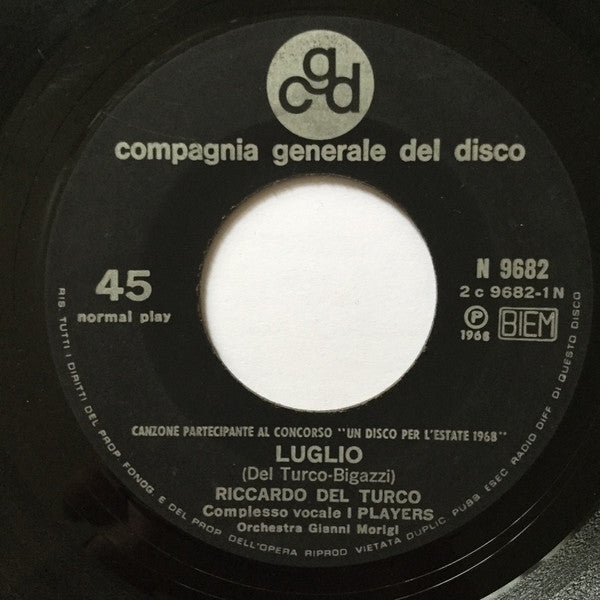 cgd
compagnia generale del disco
45
normal play
N 9682
2 c 9682-1 N
℗
1968
BIEM
CANZONE PARTECIPANTE AL CONCORSO "UN DISCO PER L'ESTATE 1968"
LUGLIO
(Del Turco-Bigazzi)
RICCARDO DEL TURCO
Complesso vocale I PLAYERS
Orchestra Gianni Morigi
RIS. TUTTI I DIRITTI DEL PROP FONOG E DEL PROP DELL'OPERA RIPROD VIETATA DUPLIC PUBB ESEC RADIO DIFF DI QUESTO DISCO